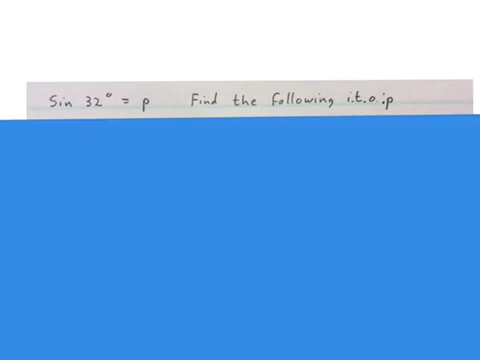 Sin 32° = p Find the following i.t.o.:p